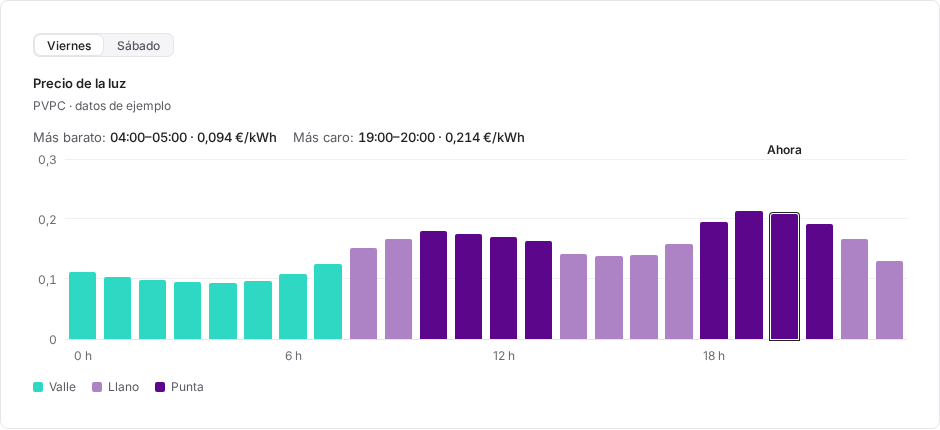 Viernes Sábado
Precio de la luz
PVPC · datos de ejemplo
Más barato: 04:00–05:00 · 0,094 €/kWh Más caro: 19:00–20:00 · 0,214 €/kWh
Ahora
0,3
0,2
0,1
0
0 h 6 h 12 h 18 h
Valle Llano Punta